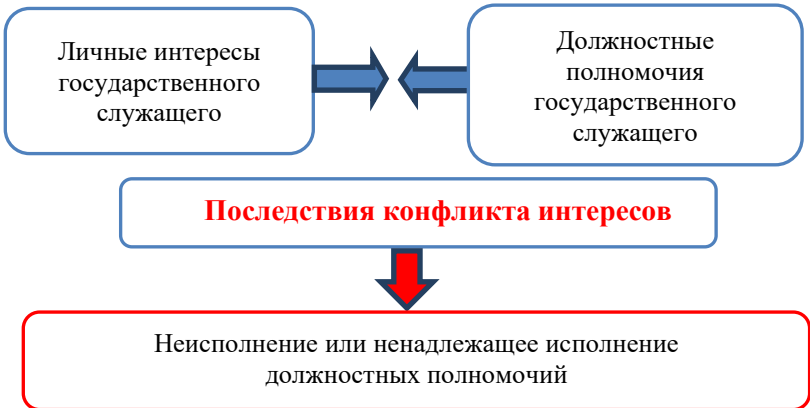 Личные интересы
государственного
служащего
Должностные
полномочия
государственного
служащего
Последствия конфликта интересов
Неисполнение или ненадлежащее исполнение
должностных полномочий